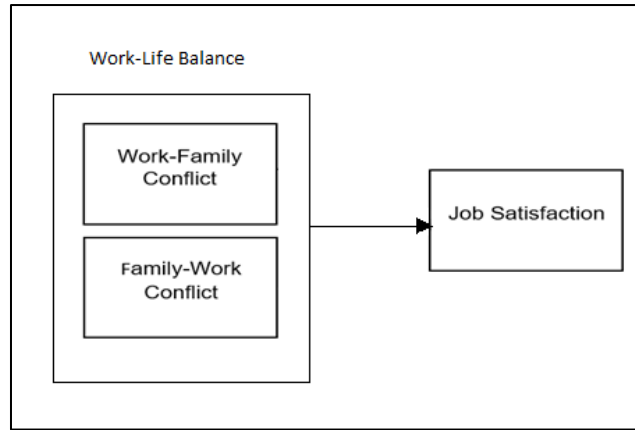 Work-Life Balance
Work-Family
Conflict
Family-Work
Conflict
Job Satisfaction